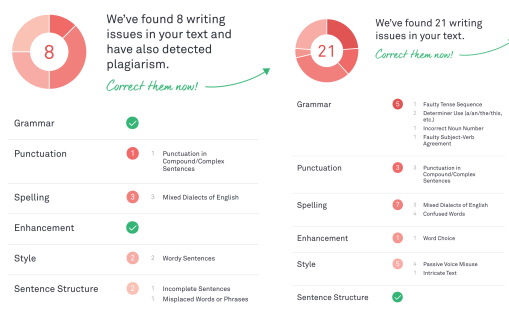 8
We've found 8 writing
issues in your text and
have also detected
plagiarism.
Correct them now!
Grammar
Punctuation 1 1 Punctuation in
Compound/Complex
Sentences
Spelling 3 3 Mixed Dialects of English
Enhancement
Style 2 2 Wordy Sentences
Sentence Structure 2 1 Incomplete Sentences
1 Misplaced Words or Phrases
21
We've found 21 writing
issues in your text.
Correct them now!
Grammar 5 1 Faulty Tense Sequence
2 Determiner Use (a/an/the/this,
etc.)
1 Incorrect Noun Number
1 Faulty Subject-Verb
Agreement
Punctuation 3 3 Punctuation in
Compound/Complex
Sentences
Spelling 7 3 Mixed Dialects of English
4 Confused Words
Enhancement 1 1 Word Choice
Style 5 4 Passive Voice Misuse
1 Intricate Text
Sentence Structure